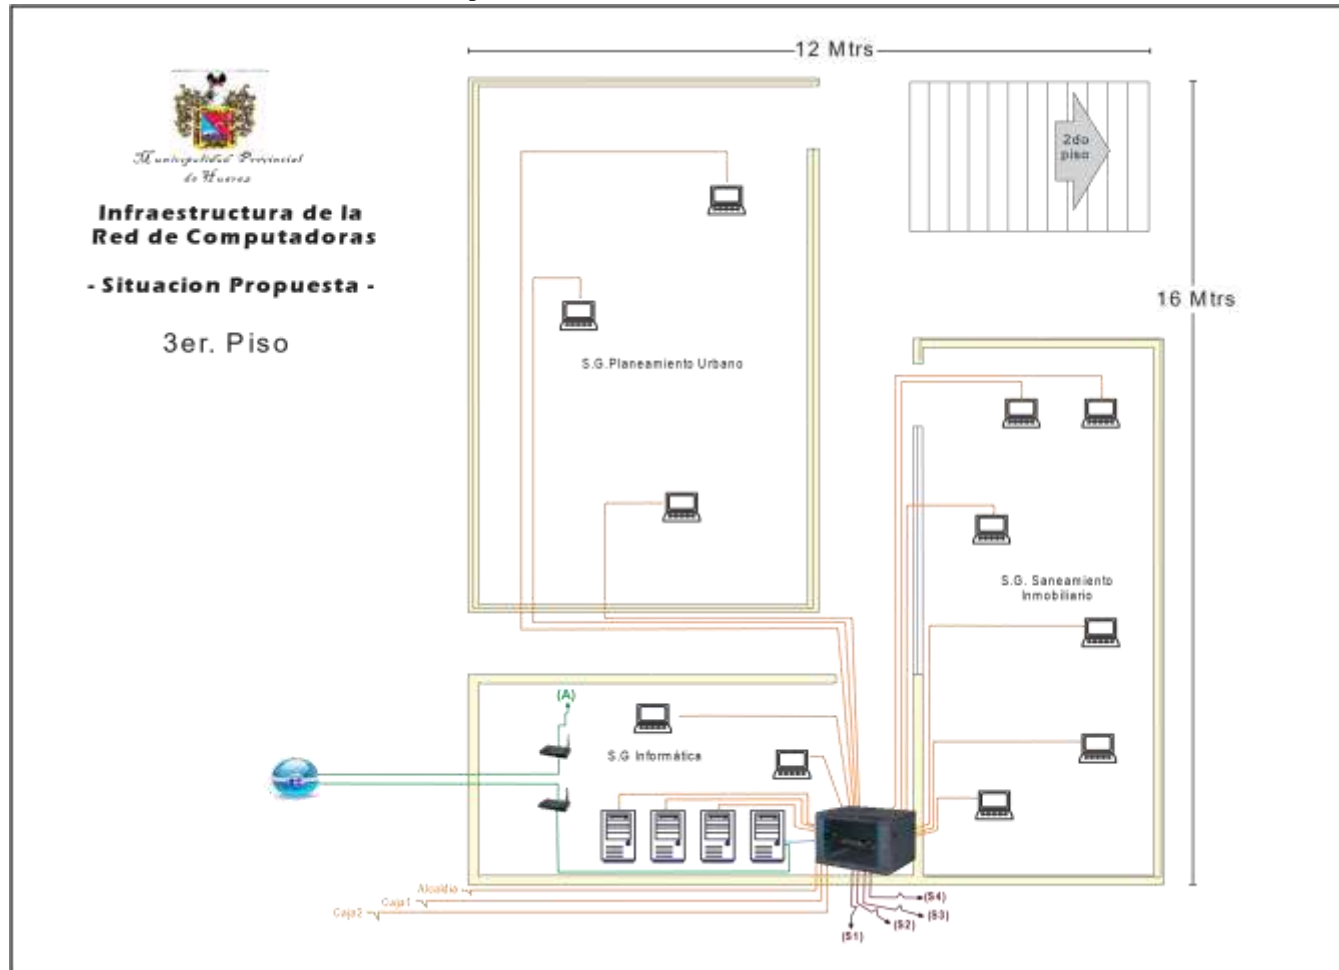 12 Mtrs
Municipalidad Provincial
de Huaraz
Infraestructura de la
Red de Computadoras
- Situacion Propuesta -
3er. Piso
2do
piso
16 Mtrs
S.G.Planeamiento Urbano
S.G. Saneamiento
Inmobiliario
(A)
S.G Informática
Alcaldia
Caja1
Caja2
(S4)
(S3)
(S2)
(S1)